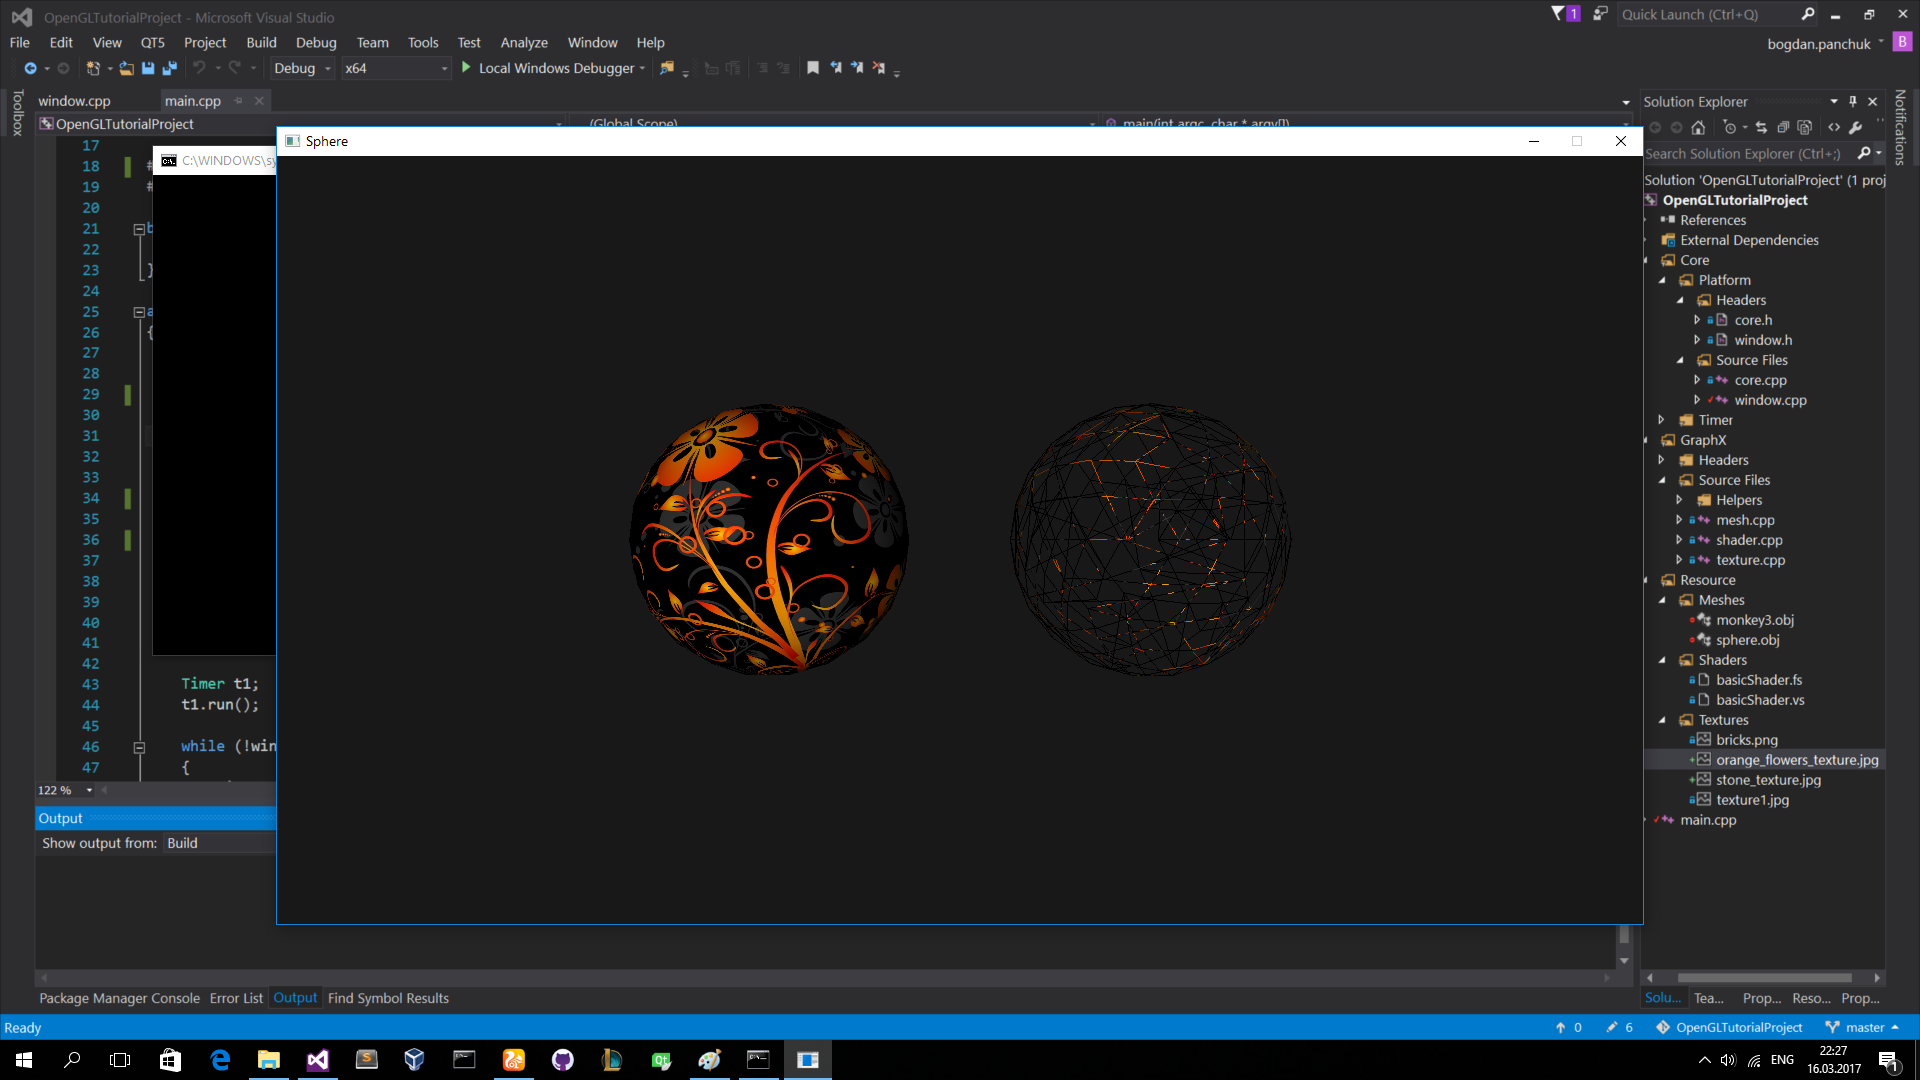 OpenGLTutorialProject - Microsoft Visual Studio
1
Quick Launch (Ctrl+Q)
File Edit View QT5 Project Build Debug Team Tools Test Analyze Window Help
bogdan.panchuk B
Debug x64 Local Windows Debugger
Toolbox
window.cpp main.cpp
OpenGLTutorialProject (Global Scope) main(int argc, char * argv[])
Sphere
C:\WINDOWS\sy
17
18 #
19 #
20
21
22
23 }
24
25
26 {
27
28
29
30
31
32
33
34
35
36
37
38
39
40
41
42
43 Timer t1;
44 t1.run();
45
46 while (!win
47 {
122 %
Output
Show output from: Build
Package Manager Console Error List Output Find Symbol Results
Solution Explorer
Notifications
Search Solution Explorer (Ctrl+;)
Solution 'OpenGLTutorialProject' (1 proj
OpenGLTutorialProject
References
External Dependencies
Core
Platform
Headers
core.h
window.h
Source Files
core.cpp
window.cpp
Timer
GraphX
Headers
Source Files
Helpers
mesh.cpp
shader.cpp
texture.cpp
Resource
Meshes
monkey3.obj
sphere.obj
Shaders
basicShader.fs
basicShader.vs
Textures
bricks.png
orange_flowers_texture.jpg
stone_texture.jpg
texture1.jpg
main.cpp
Solu... Tea... Prop... Reso... Prop...
Ready
0 6 OpenGLTutorialProject master
ENG
22:27
16.03.2017
1